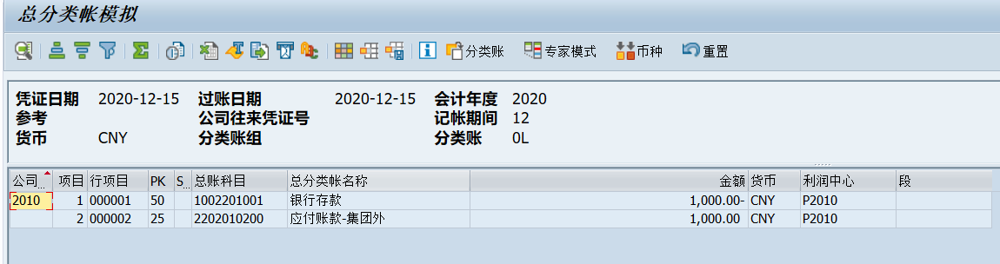 总分类帐模拟
分类账 专家模式 币种 重置
凭证日期 2020-12-15 过账日期 2020-12-15 会计年度 2020
参考 公司往来凭证号 记帐期间 12
货币 CNY 分类账组 分类账 0L
公司... 项目 行项目 PK S... 总账科目 总分类帐名称 金额 货币 利润中心 段
2010 1 000001 50 1002201001 银行存款 1,000.00- CNY P2010
2 000002 25 2202010200 应付账款-集团外 1,000.00 CNY P2010